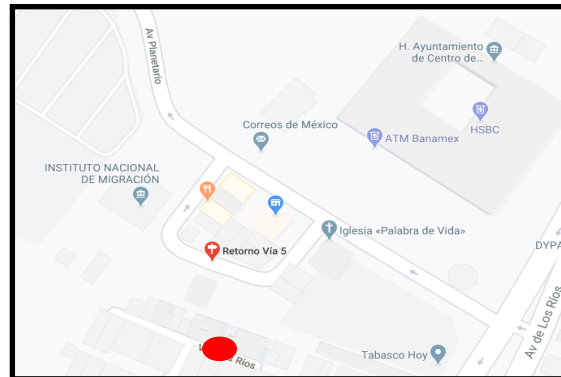 Av Planetario
H. Ayuntamiento
de Centro de...
HSBC
ATM Banamex
Correos de México
INSTITUTO NACIONAL
DE MIGRACIÓN
Iglesia «Palabra de Vida»
Retorno Vía 5
DYPA
Av de Los Ríos
Tabasco Hoy
Ríos